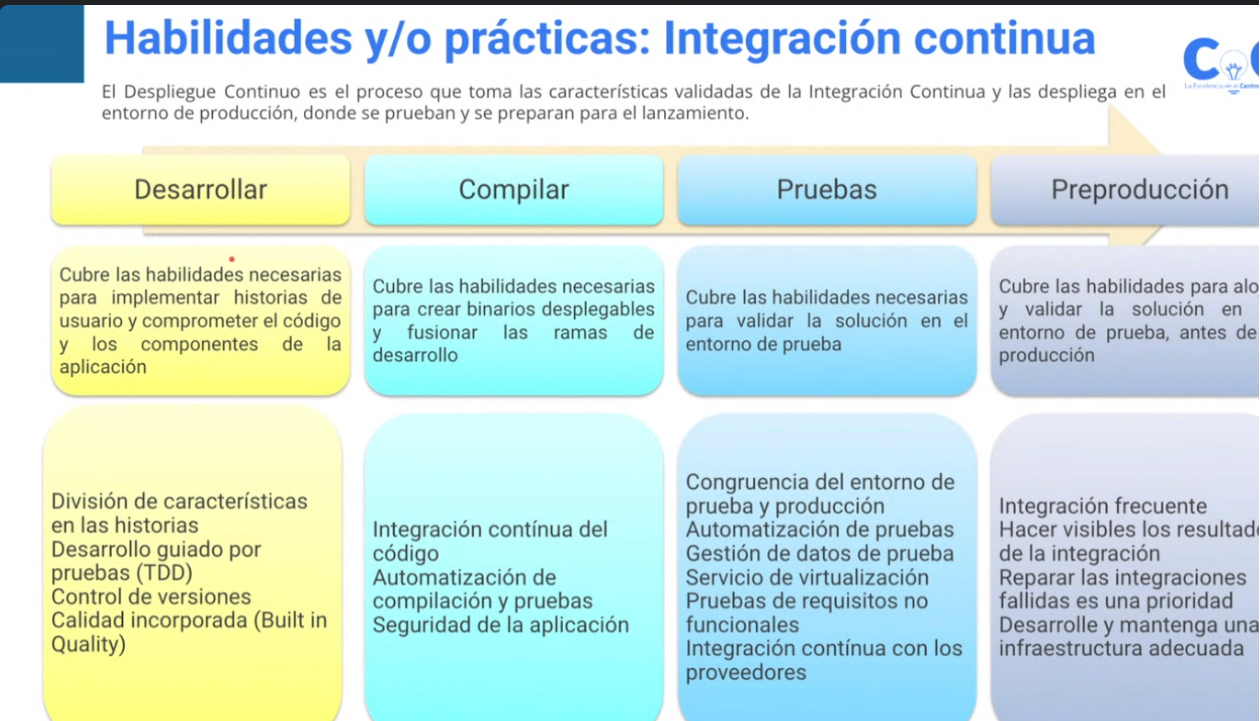 Habilidades y/o prácticas: Integración continua
El Despliegue Continuo es el proceso que toma las características validadas de la Integración Continua y las despliega en el
entorno de producción, donde se prueban y se preparan para el lanzamiento.
Desarrollar
Compilar
Pruebas
Preproducción
Cubre las habilidades necesarias
para implementar historias de
usuario y comprometer el código
y los componentes de la
aplicación
Cubre las habilidades necesarias
para crear binarios desplegables
y fusionar las ramas de
desarrollo
Cubre las habilidades necesarias
para validar la solución en el
entorno de prueba
Cubre las habilidades para
y validar la solución en
entorno de prueba, antes de
producción
División de características
en las historias
Desarrollo guiado por
pruebas (TDD)
Control de versiones
Calidad incorporada (Built in
Quality)
Integración contínua del
código
Automatización de
compilación y pruebas
Seguridad de la aplicación
Congruencia del entorno de
prueba y producción
Automatización de pruebas
Gestión de datos de prueba
Servicio de virtualización
Pruebas de requisitos no
funcionales
Integración contínua con los
proveedores
Integración frecuente
Hacer visibles los
de la integración
Reparar las integraciones
fallidas es una prioridad
Desarrolle y mantenga una
infraestructura adecuada